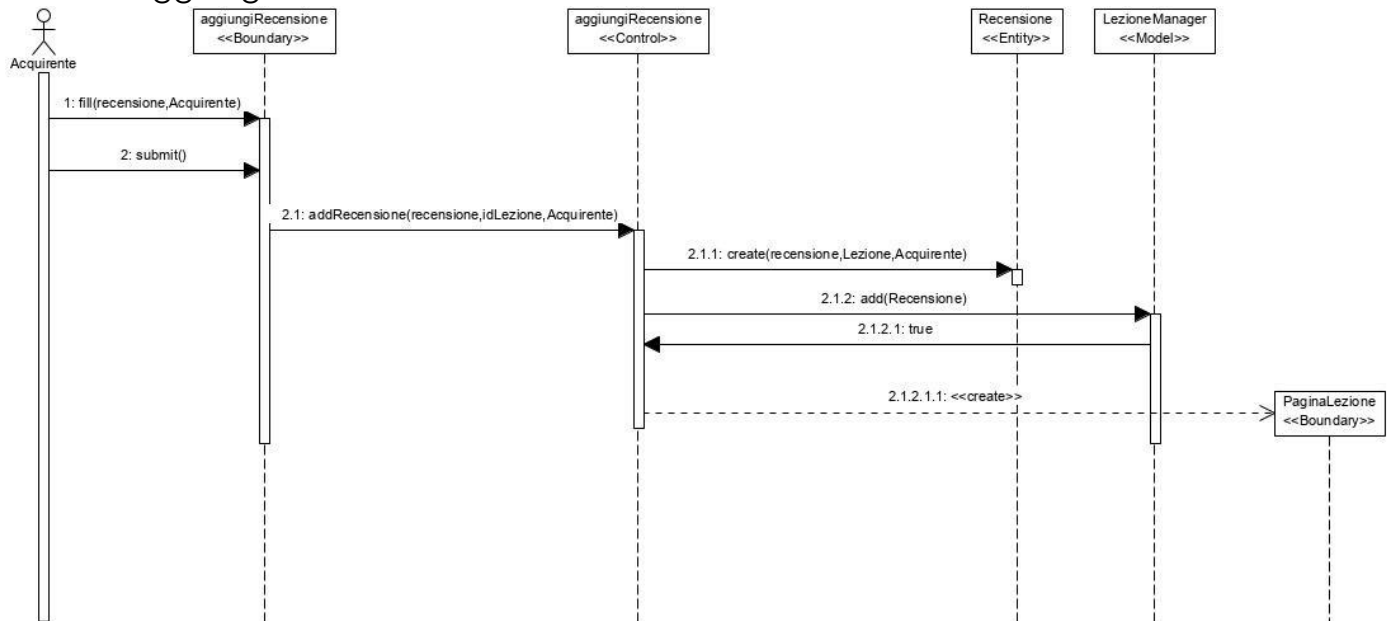 aggiungiRecensione
<<Boundary>>
aggiungiRecensione
<<Control>>
Recensione
<<Entity>>
LezioneManager
<<Model>>
Acquirente
1: fill(recensione,Acquirente)
2: submit()
2.1: addRecensione(recensione,idLezione,Acquirente)
2.1.1: create(recensione,Lezione,Acquirente)
2.1.2: add(Recensione)
2.1.2.1: true
2.1.2.1.1: <<create>>
PaginaLezione
<<Boundary>>